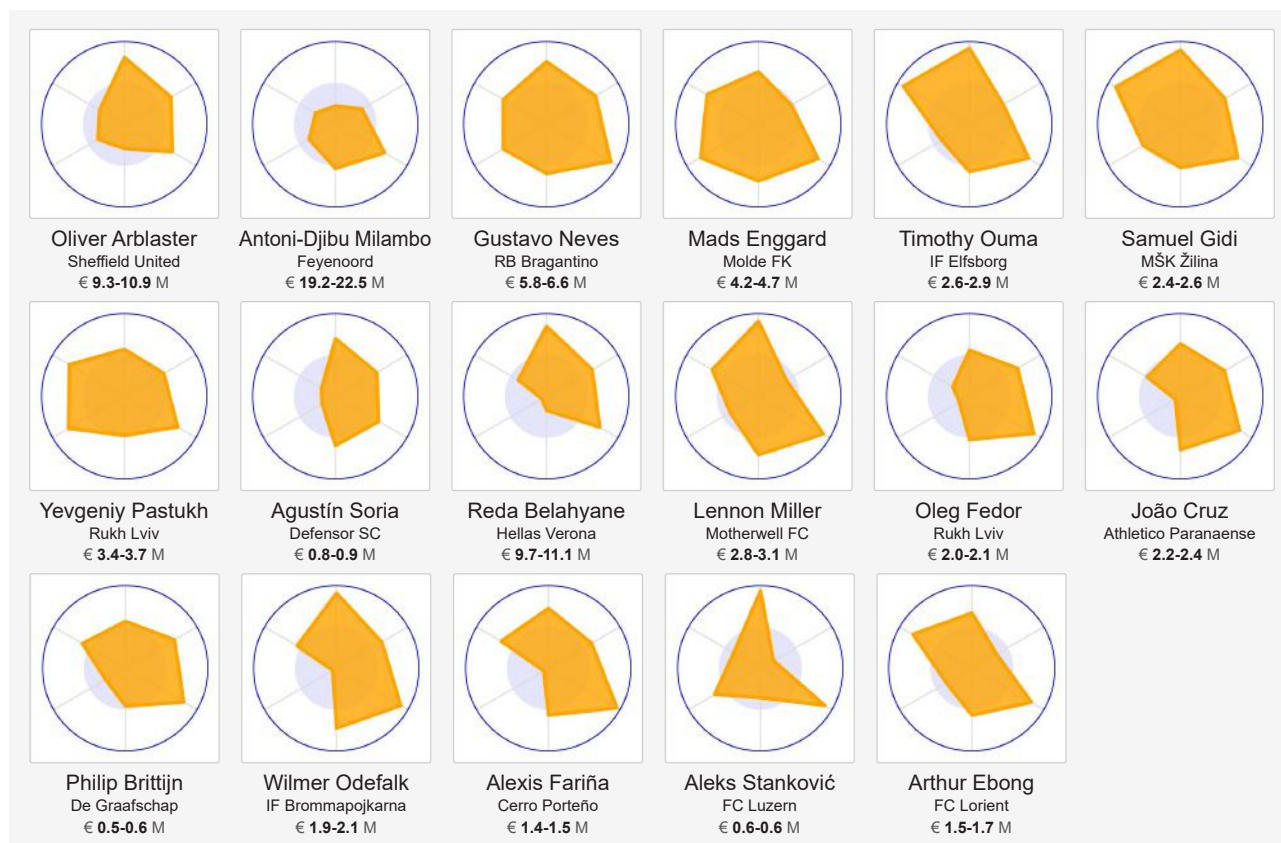 Oliver Arblaster
Sheffield United
€ 9.3-10.9 M
Antoni-Djibu Milambo
Feyenoord
€ 19.2-22.5 M
Gustavo Neves
RB Bragantino
€ 5.8-6.6 M
Mads Enggard
Molde FK
€ 4.2-4.7 M
Timothy Ouma
IF Elfsborg
€ 2.6-2.9 M
Samuel Gidi
MŠK Žilina
€ 2.4-2.6 M
Yevgeniy Pastukh
Rukh Lviv
€ 3.4-3.7 M
Agustín Soria
Defensor SC
€ 0.8-0.9 M
Reda Belahyane
Hellas Verona
€ 9.7-11.1 M
Lennon Miller
Motherwell FC
€ 2.8-3.1 M
Oleg Fedor
Rukh Lviv
€ 2.0-2.1 M
João Cruz
Athletico Paranaense
€ 2.2-2.4 M
Philip Brittijn
De Graafschap
€ 0.5-0.6 M
Wilmer Odefalk
IF Brommapojkarna
€ 1.9-2.1 M
Alexis Fariña
Cerro Porteño
€ 1.4-1.5 M
Aleks Stanković
FC Luzern
€ 0.6-0.6 M
Arthur Ebong
FC Lorient
€ 1.5-1.7 M